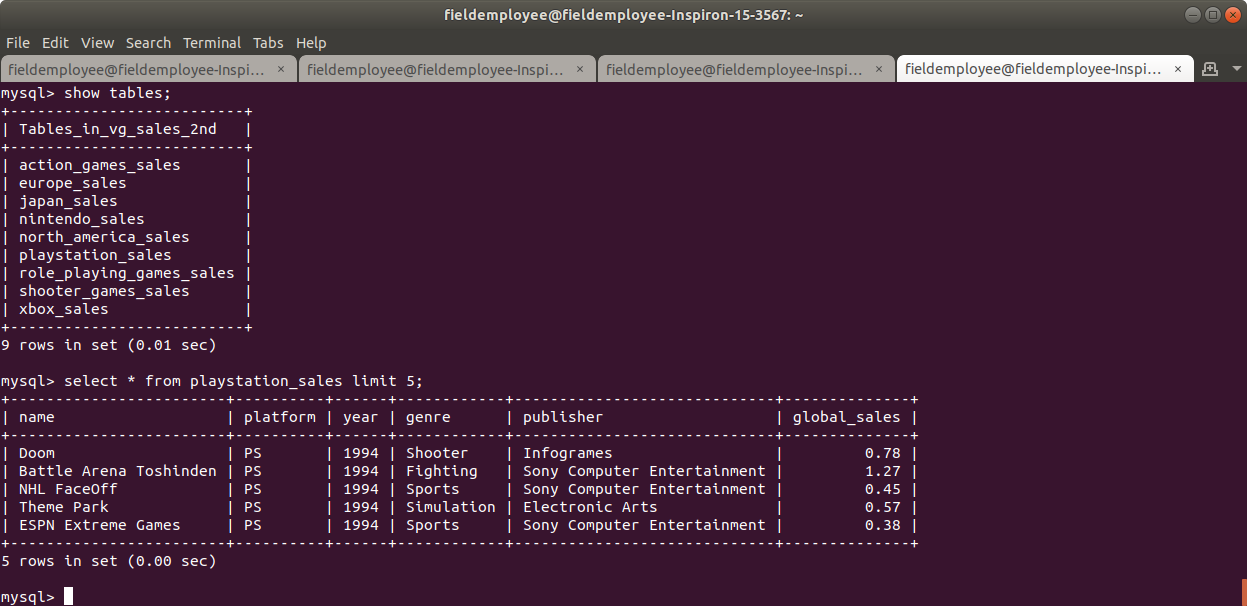 fieldemployee@fieldemployee-Inspiron-15-3567: ~
File Edit View Search Terminal Tabs Help
fieldemployee@fieldemployee-Inspi... × fieldemployee@fieldemployee-Inspi... × fieldemployee@fieldemployee-Inspi... × fieldemployee@fieldemployee-Inspi... ×
mysql> show tables;
+--------------------------+
| Tables_in_vg_sales_2nd   |
+--------------------------+
| action_games_sales       |
| europe_sales             |
| japan_sales              |
| nintendo_sales           |
| north_america_sales      |
| playstation_sales        |
| role_playing_games_sales |
| shooter_games_sales      |
| xbox_sales               |
+--------------------------+
9 rows in set (0.01 sec)
mysql> select * from playstation_sales limit 5;
+------------------------+----------+------+------------+-----------------------------+--------------+
| name                   | platform | year | genre      | publisher                   | global_sales |
+------------------------+----------+------+------------+-----------------------------+--------------+
| Doom                   | PS       | 1994 | Shooter    | Infogrames                  |         0.78 |
| Battle Arena Toshinden | PS       | 1994 | Fighting   | Sony Computer Entertainment |         1.27 |
| NHL FaceOff            | PS       | 1994 | Sports     | Sony Computer Entertainment |         0.45 |
| Theme Park             | PS       | 1994 | Simulation | Electronic Arts             |         0.57 |
| ESPN Extreme Games     | PS       | 1994 | Sports     | Sony Computer Entertainment |         0.38 |
+------------------------+----------+------+------------+-----------------------------+--------------+
5 rows in set (0.00 sec)
mysql>